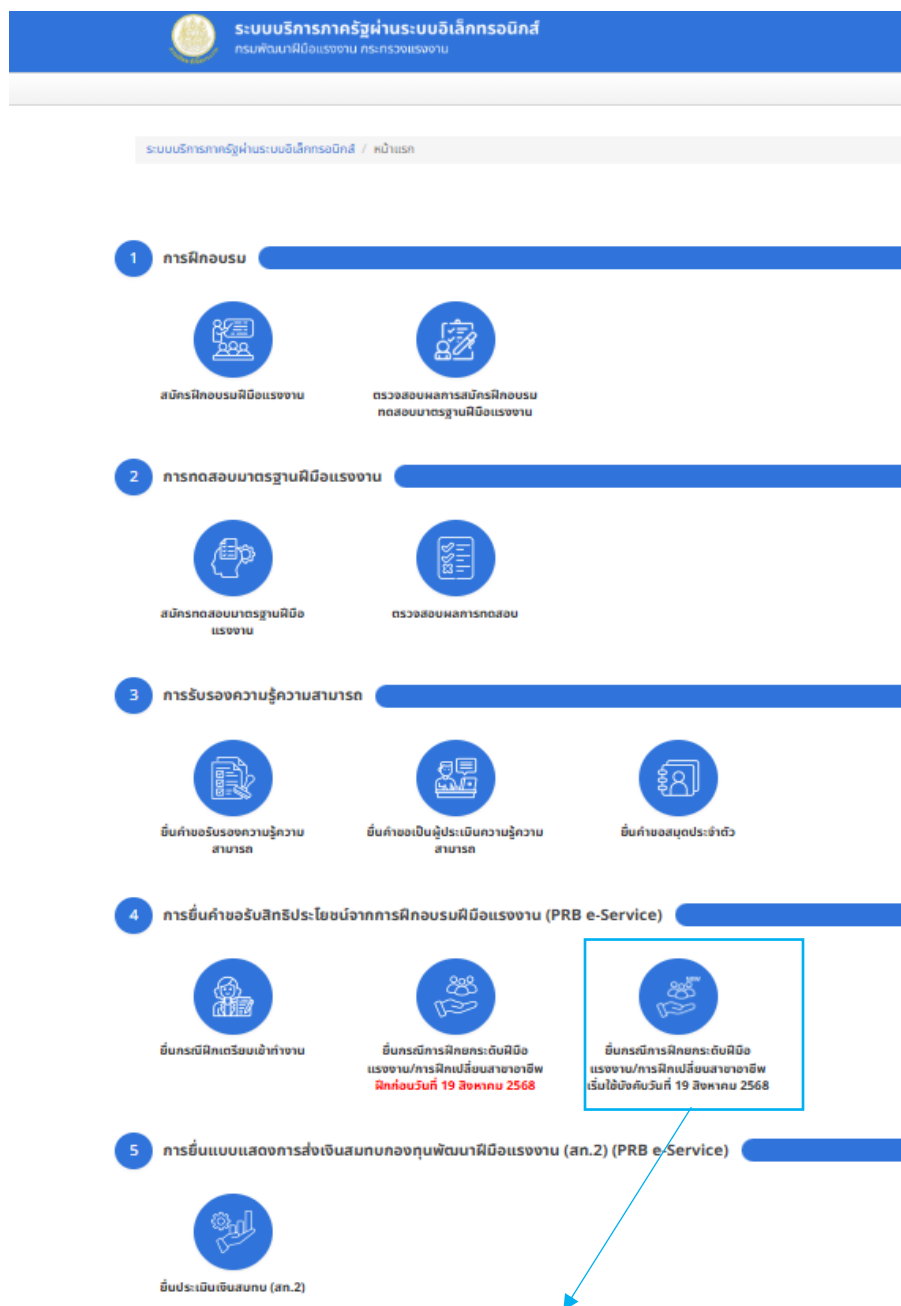 ระบบบริการภาครัฐผ่านระบบอิเล็กทรอนิกส์
กรมพัฒนาฝีมือแรงงาน กระทรวงแรงงาน
ระบบบริการภาครัฐผ่านระบบอิเล็กทรอนิกส์ / หน้าแรก
1 การฝึกอบรม
สมัครฝึกอบรมฝีมือแรงงาน
ตรวจสอบผลการสมัครฝึกอบรม
ทดสอบมาตรฐานฝีมือแรงงาน
2 การทดสอบมาตรฐานฝีมือแรงงาน
สมัครทดสอบมาตรฐานฝีมือ
แรงงาน
ตรวจสอบผลการทดสอบ
3 การรับรองความรู้ความสามารถ
ยื่นคำขอรับรองความรู้ความ
สามารถ
ยื่นคำขอเป็นผู้ประเมินความรู้ความ
สามารถ
ยื่นคำขอสมุดประจำตัว
4 การยื่นคำขอรับสิทธิประโยชน์จากการฝึกอบรมฝีมือแรงงาน (PRB e-Service)
ยื่นกรณีฝึกเตรียมเข้าทำงาน
ยื่นกรณีการฝึกยกระดับฝีมือ
แรงงาน/การฝึกเปลี่ยนสาขาอาชีพ
ฝึกก่อนวันที่ 19 สิงหาคม 2568
NEW
ยื่นกรณีการฝึกยกระดับฝีมือ
แรงงาน/การฝึกเปลี่ยนสาขาอาชีพ
เริ่มใช้บังคับวันที่ 19 สิงหาคม 2568
5 การยื่นแบบแสดงการส่งเงินสมทบกองทุนพัฒนาฝีมือแรงงาน (สท.2) (PRB e-Service)
ยื่นประเมินเงินสมทบ (สท.2)